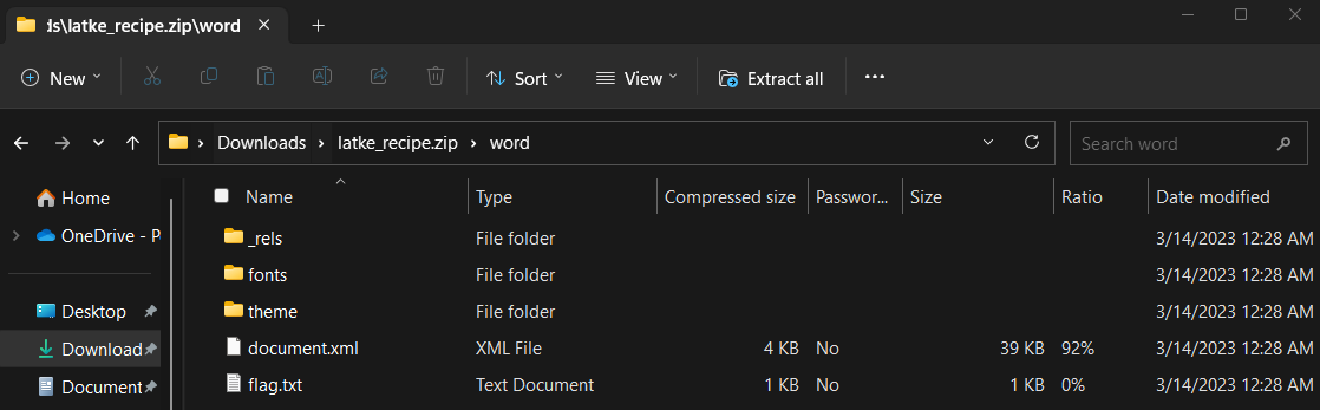 ds\latke_recipe.zip\word
New
Sort
View
Extract all
Downloads
latke_recipe.zip
word
Search word
Home
OneDrive - P
Desktop
Download
Document
Name Type Compressed size Passwor... Size Ratio Date modified
_rels File folder 3/14/2023 12:28 AM
fonts File folder 3/14/2023 12:28 AM
theme File folder 3/14/2023 12:28 AM
document.xml XML File 4 KB No 39 KB 92% 3/14/2023 12:28 AM
flag.txt Text Document 1 KB No 1 KB 0% 3/14/2023 12:28 AM